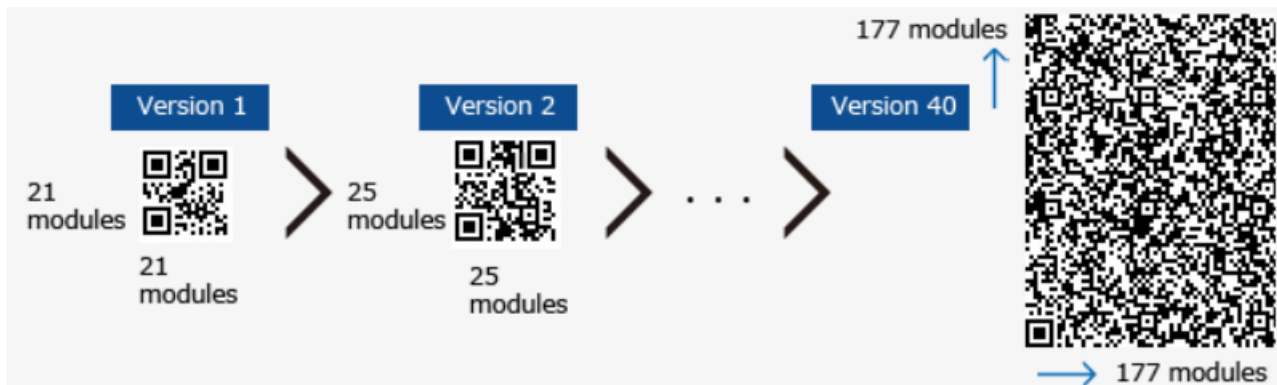 177 modules
Version 1
Version 2
Version 40
21
modules
25
modules
. . .
21
modules
25
modules
177 modules